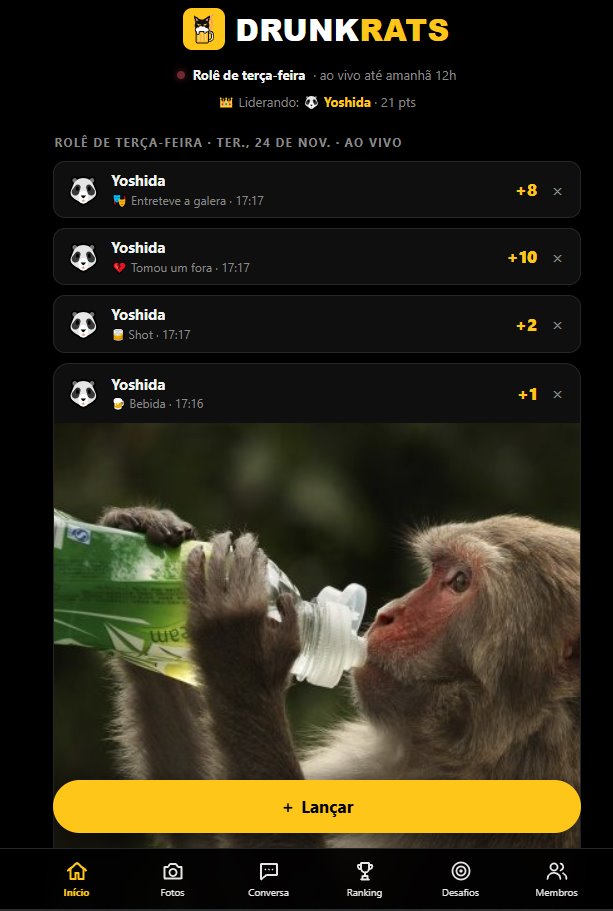 DRUNKRATS
Rolê de terça-feira · ao vivo até amanhã 12h
Liderando: Yoshida · 21 pts
ROLÊ DE TERÇA-FEIRA · TER., 24 DE NOV. · AO VIVO
Yoshida
Entreteve a galera · 17:17
+8 ×
Yoshida
Tomou um fora · 17:17
+10 ×
Yoshida
Shot · 17:17
+2 ×
Yoshida
Bebida · 17:16
+1 ×
+ Lançar
Início Fotos Conversa Ranking Desafios Membros